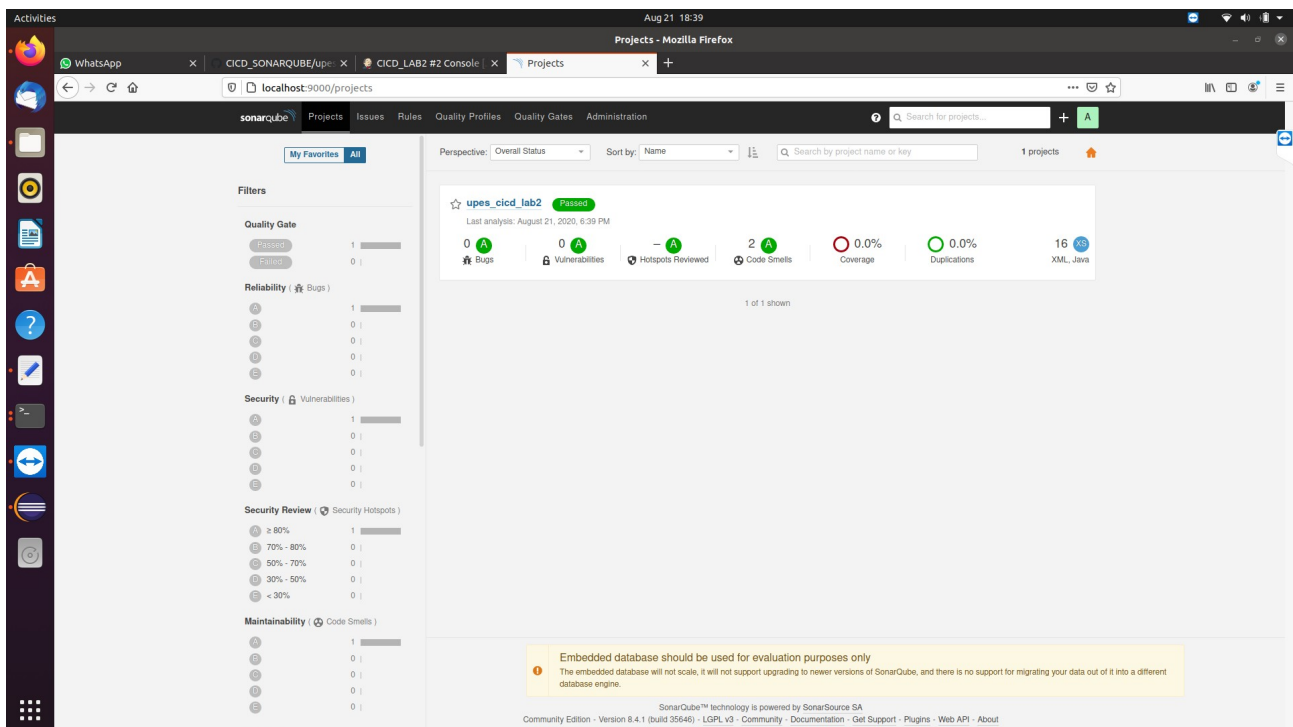 Activities
Aug 21 18:39
Projects - Mozilla Firefox
WhatsApp
CICD_SONARQUBE/upes
CICD_LAB2 #2 Console [
Projects
localhost:9000/projects
sonarqube Projects Issues Rules Quality Profiles Quality Gates Administration
Search for projects...
A
My Favorites All
Perspective: Overall Status
Sort by: Name
Search by project name or key
1 projects
Filters
Quality Gate
Passed 1
Failed 0
Reliability ( Bugs )
A 1
B 0
C 0
D 0
E 0
Security ( Vulnerabilities )
A 1
B 0
C 0
D 0
E 0
Security Review ( Security Hotspots )
A ≥ 80% 1
B 70% - 80% 0
C 50% - 70% 0
D 30% - 50% 0
E < 30% 0
Maintainability ( Code Smells )
A 1
B 0
C 0
D 0
E 0
upes_cicd_lab2 Passed
Last analysis: August 21, 2020, 6:39 PM
0 A 0 A – A 2 A 0.0% 0.0% 16 XS
Bugs Vulnerabilities Hotspots Reviewed Code Smells Coverage Duplications XML, Java
1 of 1 shown
Embedded database should be used for evaluation purposes only
The embedded database will not scale, it will not support upgrading to newer versions of SonarQube, and there is no support for migrating your data out of it into a different
database engine.
SonarQube™ technology is powered by SonarSource SA
Community Edition - Version 8.4.1 (build 35646) - LGPL v3 - Community - Documentation - Get Support - Plugins - Web API - About